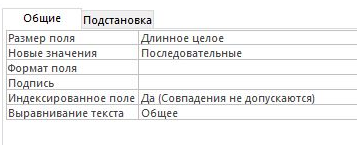 Общие Подстановка
Размер поля Длинное целое
Новые значения Последовательные
Формат поля
Подпись
Индексированное поле Да (Совпадения не допускаются)
Выравнивание текста Общее